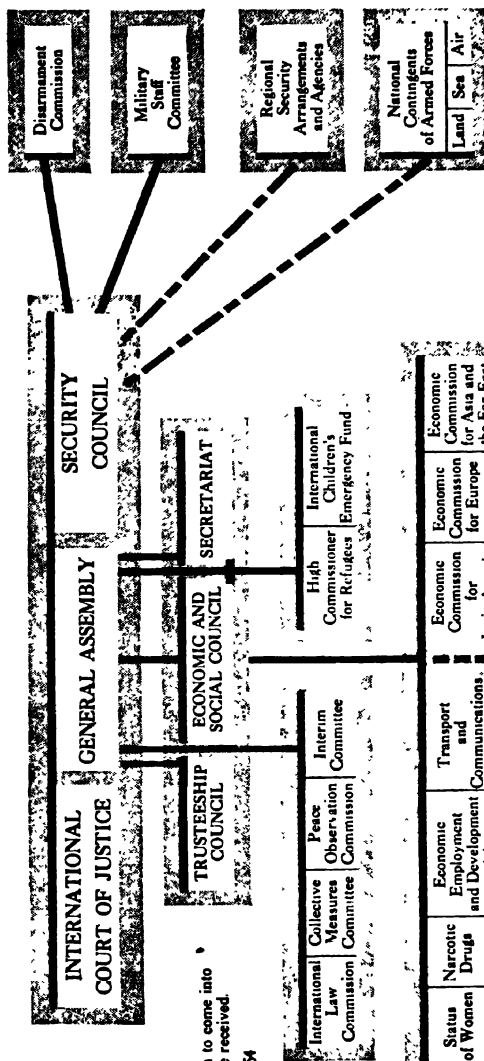 Disarmament
Commission
Military
Staff
Committee
Regional
Security
Arrangements
and Agencies
National
Contingents
of Armed Forces
Land Sea Air
INTERNATIONAL
COURT OF JUSTICE
GENERAL ASSEMBLY
SECURITY
COUNCIL
TRUSTEESHIP
COUNCIL
ECONOMIC AND
SOCIAL COUNCIL
SECRETARIAT
to come into
received.
54
International
Law
Commission
Collective
Measures
Committee
Peace
Observation
Commission
Interim
Committee
High
Commissioner
for Refugees
International
Children's
Emergency Fund
Status
of Women
Narcotic
Drugs
Economic
Employment
and Development
Transport
and
Communications
Economic
Commission
for
Economic
Commission
for Europe
Economic
Commission
for Asia and
the Far East